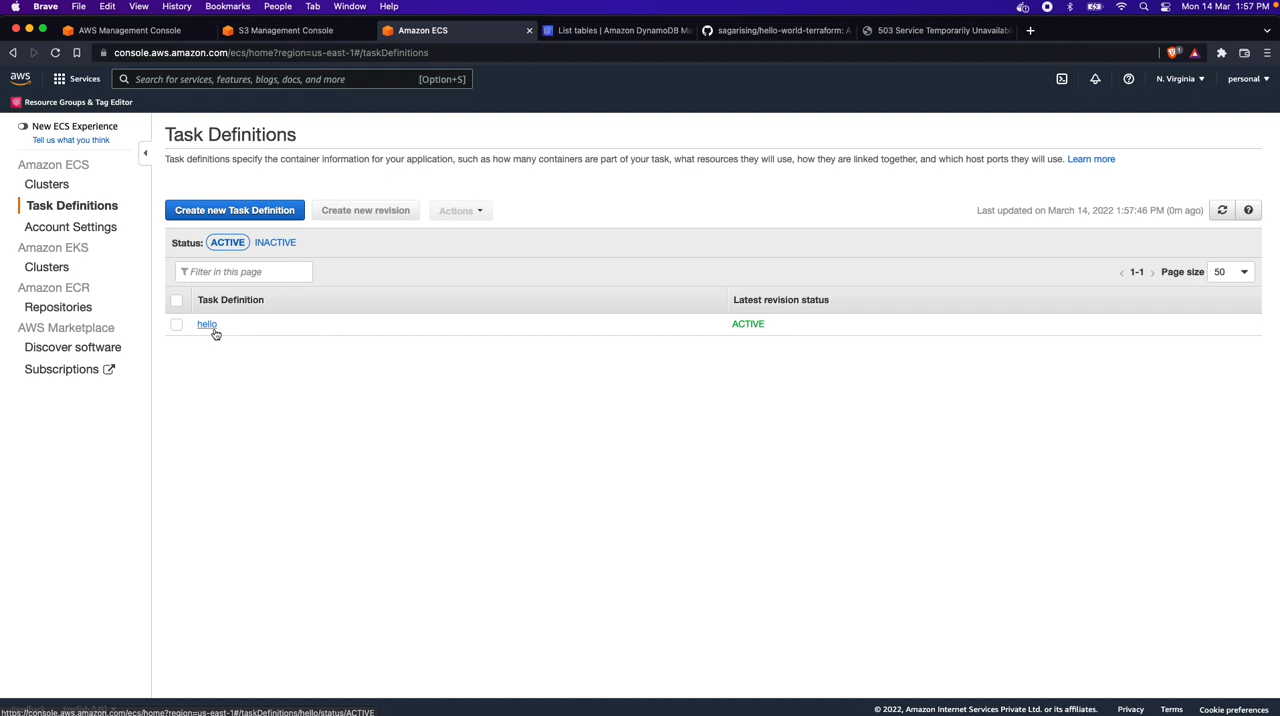 Brave File Edit View History Bookmarks People Tab Window Help Mon 14 Mar 1:57 PM
AWS Management Console S3 Management Console Amazon ECS × List tables | Amazon DynamoDB Ma sagarising/hello-world-terraform: A 503 Service Temporarily Unavailabl +
console.aws.amazon.com/ecs/home?region=us-east-1#/taskDefinitions
aws Services Search for services, features, blogs, docs, and more [Option+S] N. Virginia personal
Resource Groups & Tag Editor
New ECS Experience
Tell us what you think
Amazon ECS
Clusters
Task Definitions
Account Settings
Amazon EKS
Clusters
Amazon ECR
Repositories
AWS Marketplace
Discover software
Subscriptions
Task Definitions
Task definitions specify the container information for your application, such as how many containers are part of your task, what resources they will use, how they are linked together, and which host ports they will use. Learn more
Create new Task Definition Create new revision Actions Last updated on March 14, 2022 1:57:46 PM (0m ago)
Status: ACTIVE INACTIVE
Filter in this page < 1-1 > Page size 50
Task Definition Latest revision status
hello ACTIVE
https://console.aws.amazon.com/ecs/home?region=us-east-1#/taskDefinitions/hello/status/ACTIVE
© 2022, Amazon Internet Services Private Ltd. or its affiliates. Privacy Terms Cookie preferences